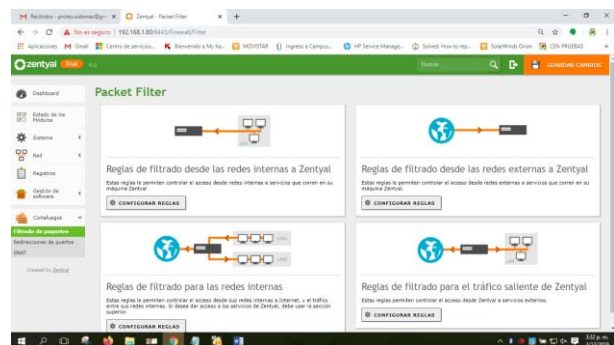 Recibidos - protes.sistemas@g
Zentyal - Packet Filter
No es seguro | 192.168.1.80:8443/Firewall/Filter
Aplicaciones Gmail Centro de servicios... Bienvenido a My Ka... MOVISTAR Ingreso a Campus... HP Service Manage... Solved: How to rep... SolarWinds Orion CEN PRUEBAS
zentyal Trial 6.0 Buscar GUARDAR CAMBIOS
Dashboard
Estado de los Módulos
Sistema
Red
Registros
Gestión de software
Cortafuegos
Filtrado de paquetes
Redirecciones de puertos
SNAT
Created by Zentyal
Packet Filter
LAN
Reglas de filtrado desde las redes internas a Zentyal
Estas reglas le permiten controlar el acceso desde redes internas a servicios que corren en su máquina Zentyal.
CONFIGURAR REGLAS
Reglas de filtrado desde las redes externas a Zentyal
Estas reglas le permiten controlar el acceso desde redes externas a servicios que corren en su máquina Zentyal.
CONFIGURAR REGLAS
LAN1
LAN2
Reglas de filtrado para las redes internas
Estas reglas le permiten controlar el acceso desde sus redes internas a Internet, y el tráfico entre sus redes internas. Si desea dar acceso a los servicios de Zentyal, debe usar la sección superior.
CONFIGURAR REGLAS
LAN
Reglas de filtrado para el tráfico saliente de Zentyal
Estas reglas permiten controlar el acceso desde Zentyal a servicios externos.
CONFIGURAR REGLAS
3:32 p. m.